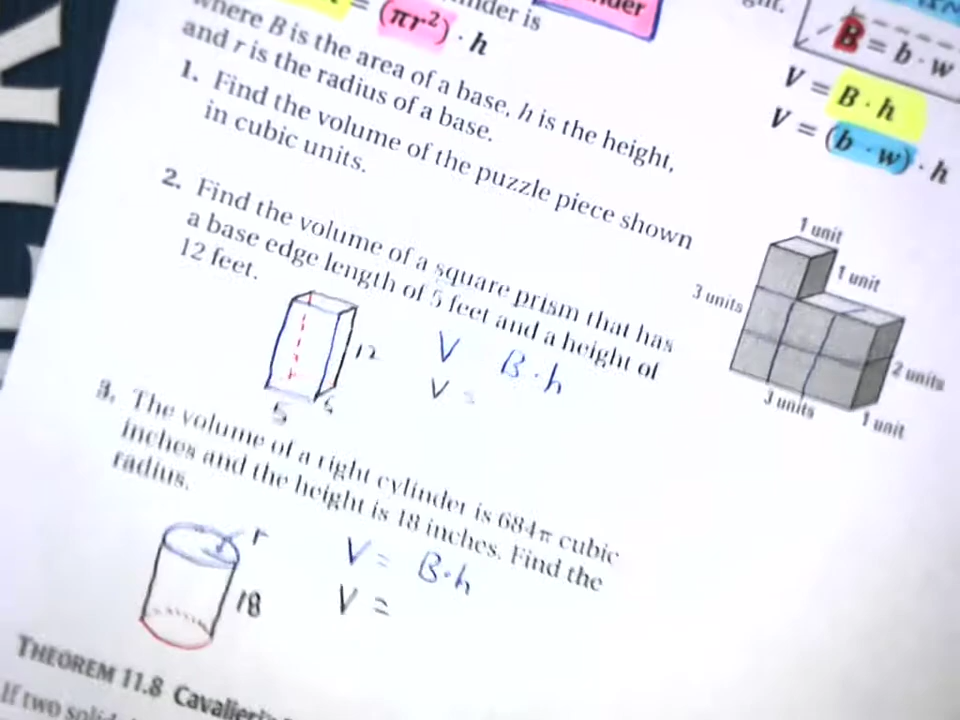 = (πr²) · h
where B is the area of a base, h is the height,
and r is the radius of a base.
1. Find the volume of the puzzle piece shown
in cubic units.
2. Find the volume of a square prism that has
a base edge length of 5 feet and a height of
12 feet.
12
5
V B·h
V =
3. The volume of a right cylinder is 684π cubic
inches and the height is 18 inches. Find the
radius.
r
18
V = B·h
V =
THEOREM 11.8 Cavalieri's
If two solid
B = b · w
V = B · h
V = (b · w) · h
1 unit
1 unit
3 units
2 units
3 units
1 unit